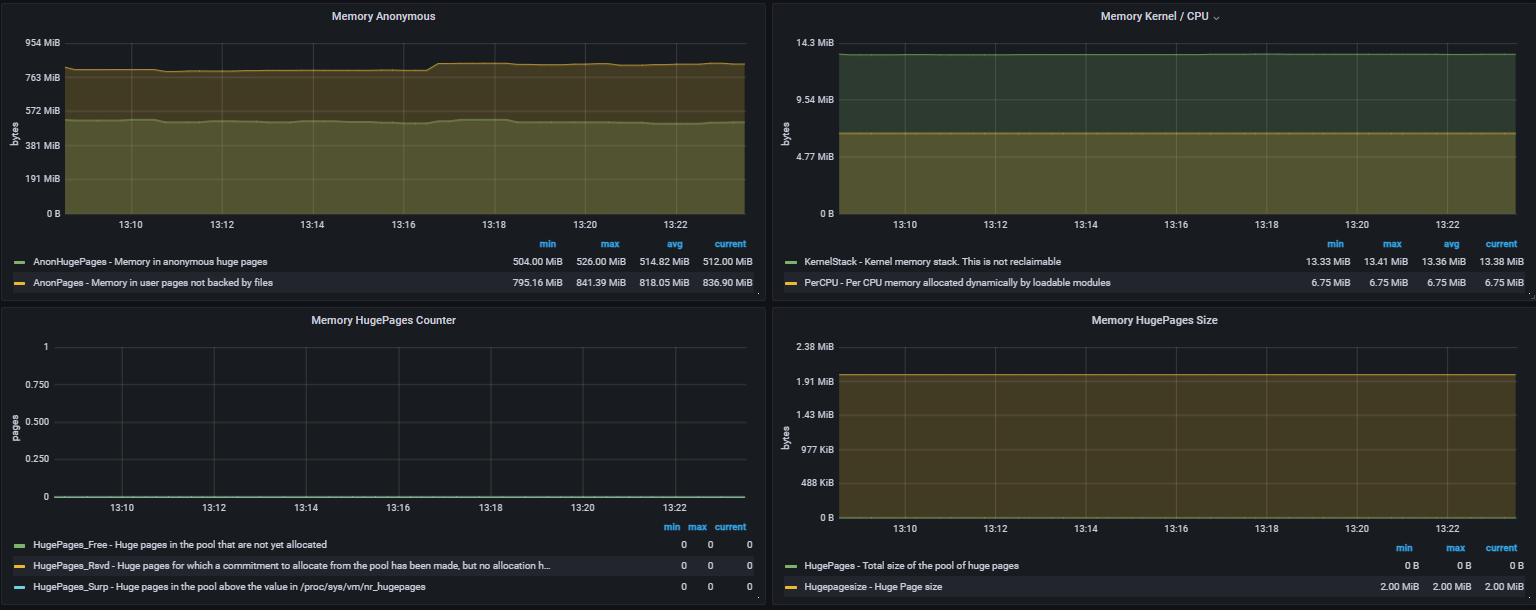 Memory Anonymous
954 MiB
763 MiB
572 MiB
381 MiB
191 MiB
0 B
bytes
13:10 13:12 13:14 13:16 13:18 13:20 13:22
min max avg current
AnonHugePages - Memory in anonymous huge pages 504.00 MiB 526.00 MiB 514.82 MiB 512.00 MiB
AnonPages - Memory in user pages not backed by files 795.16 MiB 841.39 MiB 818.05 MiB 836.90 MiB
Memory Kernel / CPU
14.3 MiB
9.54 MiB
4.77 MiB
0 B
bytes
13:10 13:12 13:14 13:16 13:18 13:20 13:22
min max avg current
KernelStack - Kernel memory stack. This is not reclaimable 13.33 MiB 13.41 MiB 13.36 MiB 13.38 MiB
PerCPU - Per CPU memory allocated dynamically by loadable modules 6.75 MiB 6.75 MiB 6.75 MiB 6.75 MiB
Memory HugePages Counter
1
0.750
0.500
0.250
0
pages
13:10 13:12 13:14 13:16 13:18 13:20 13:22
min max current
HugePages_Free - Huge pages in the pool that are not yet allocated 0 0 0
HugePages_Rsvd - Huge pages for which a commitment to allocate from the pool has been made, but no allocation h... 0 0 0
HugePages_Surp - Huge pages in the pool above the value in /proc/sys/vm/nr_hugepages 0 0 0
Memory HugePages Size
2.38 MiB
1.91 MiB
1.43 MiB
977 KiB
488 KiB
0 B
bytes
13:10 13:12 13:14 13:16 13:18 13:20 13:22
min max current
HugePages - Total size of the pool of huge pages 0 B 0 B 0 B
Hugepagesize - Huge Page size 2.00 MiB 2.00 MiB 2.00 MiB